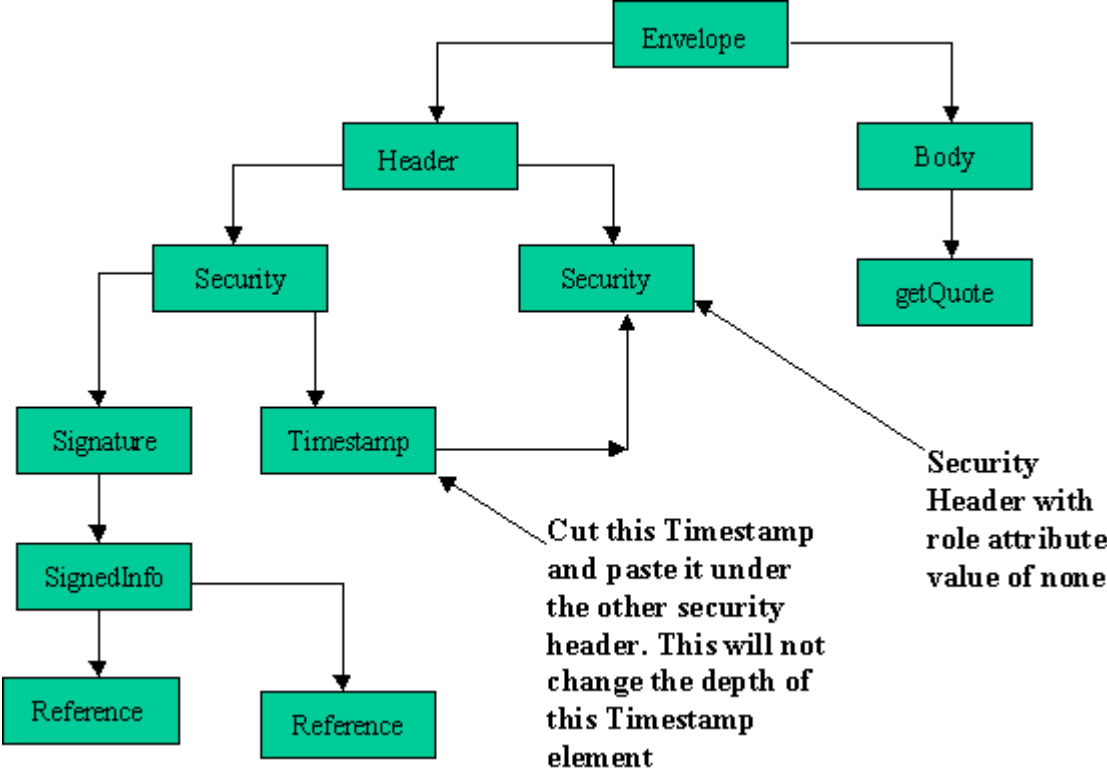 Envelope
Header
Body
Security
Security
getQuote
Signature
Timestamp
Security
Header with
role attribute
value of none
Cut this Timestamp
and paste it under
the other security
header. This will not
change the depth of
this Timestamp
element
SignedInfo
Reference
Reference